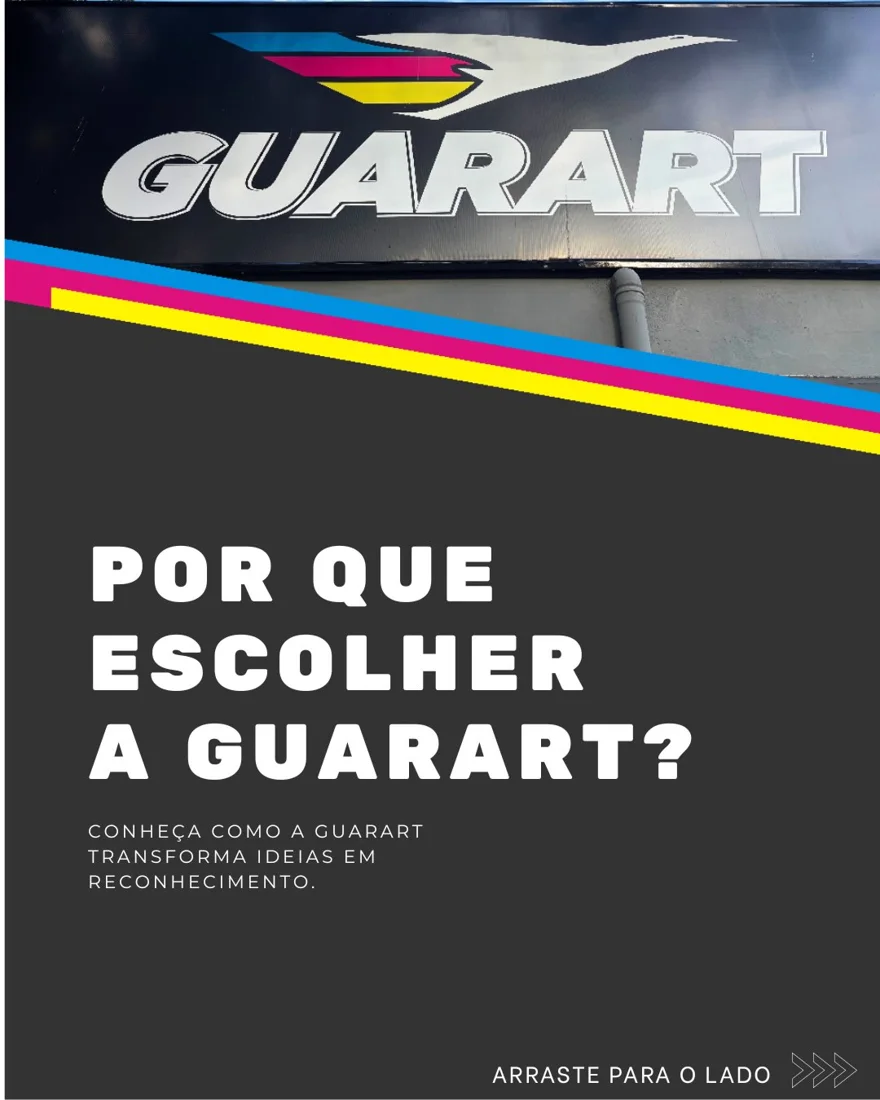 GUARART
POR QUE
ESCOLHER
A GUARART?
CONHEÇA COMO A GUARART
TRANSFORMA IDEIAS EM
RECONHECIMENTO.
ARRASTE PARA O LADO